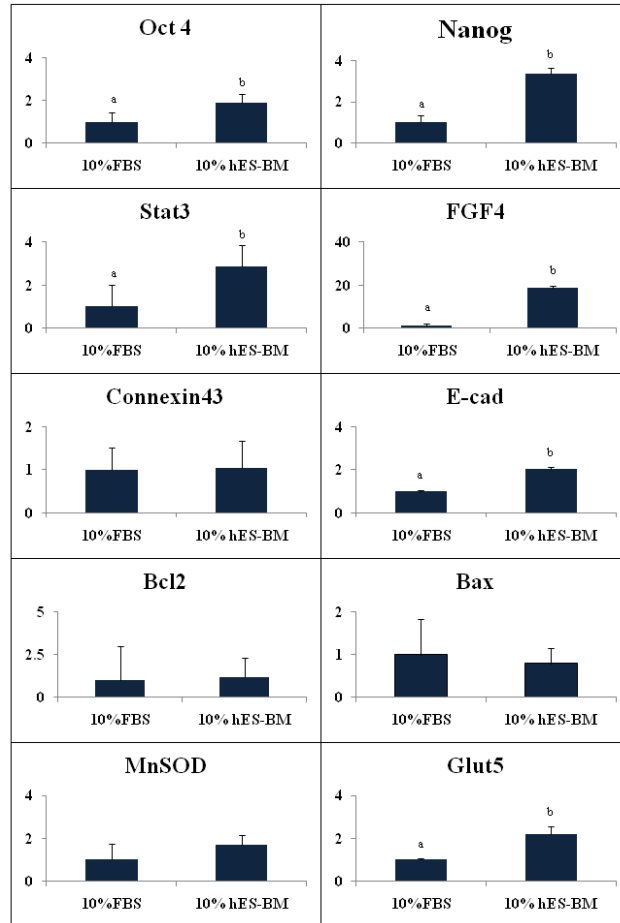 Oct 4
4
b
2
a
0
10%FBS
10% hES-BM
Nanog
4
b
2
a
0
10%FBS
10% hES-BM
Stat3
4
b
2
a
0
10%FBS
10% hES-BM
FGF4
40
b
20
a
0
10%FBS
10% hES-BM
Connexin43
2
1
0
10%FBS
10% hES-BM
E-cad
4
b
2
a
0
10%FBS
10% hES-BM
Bcl2
5
2.5
0
10%FBS
10% hES-BM
Bax
2
1
0
10%FBS
10% hES-BM
MnSOD
4
2
0
10%FBS
10% hES-BM
Glut5
4
b
2
a
0
10%FBS
10% hES-BM